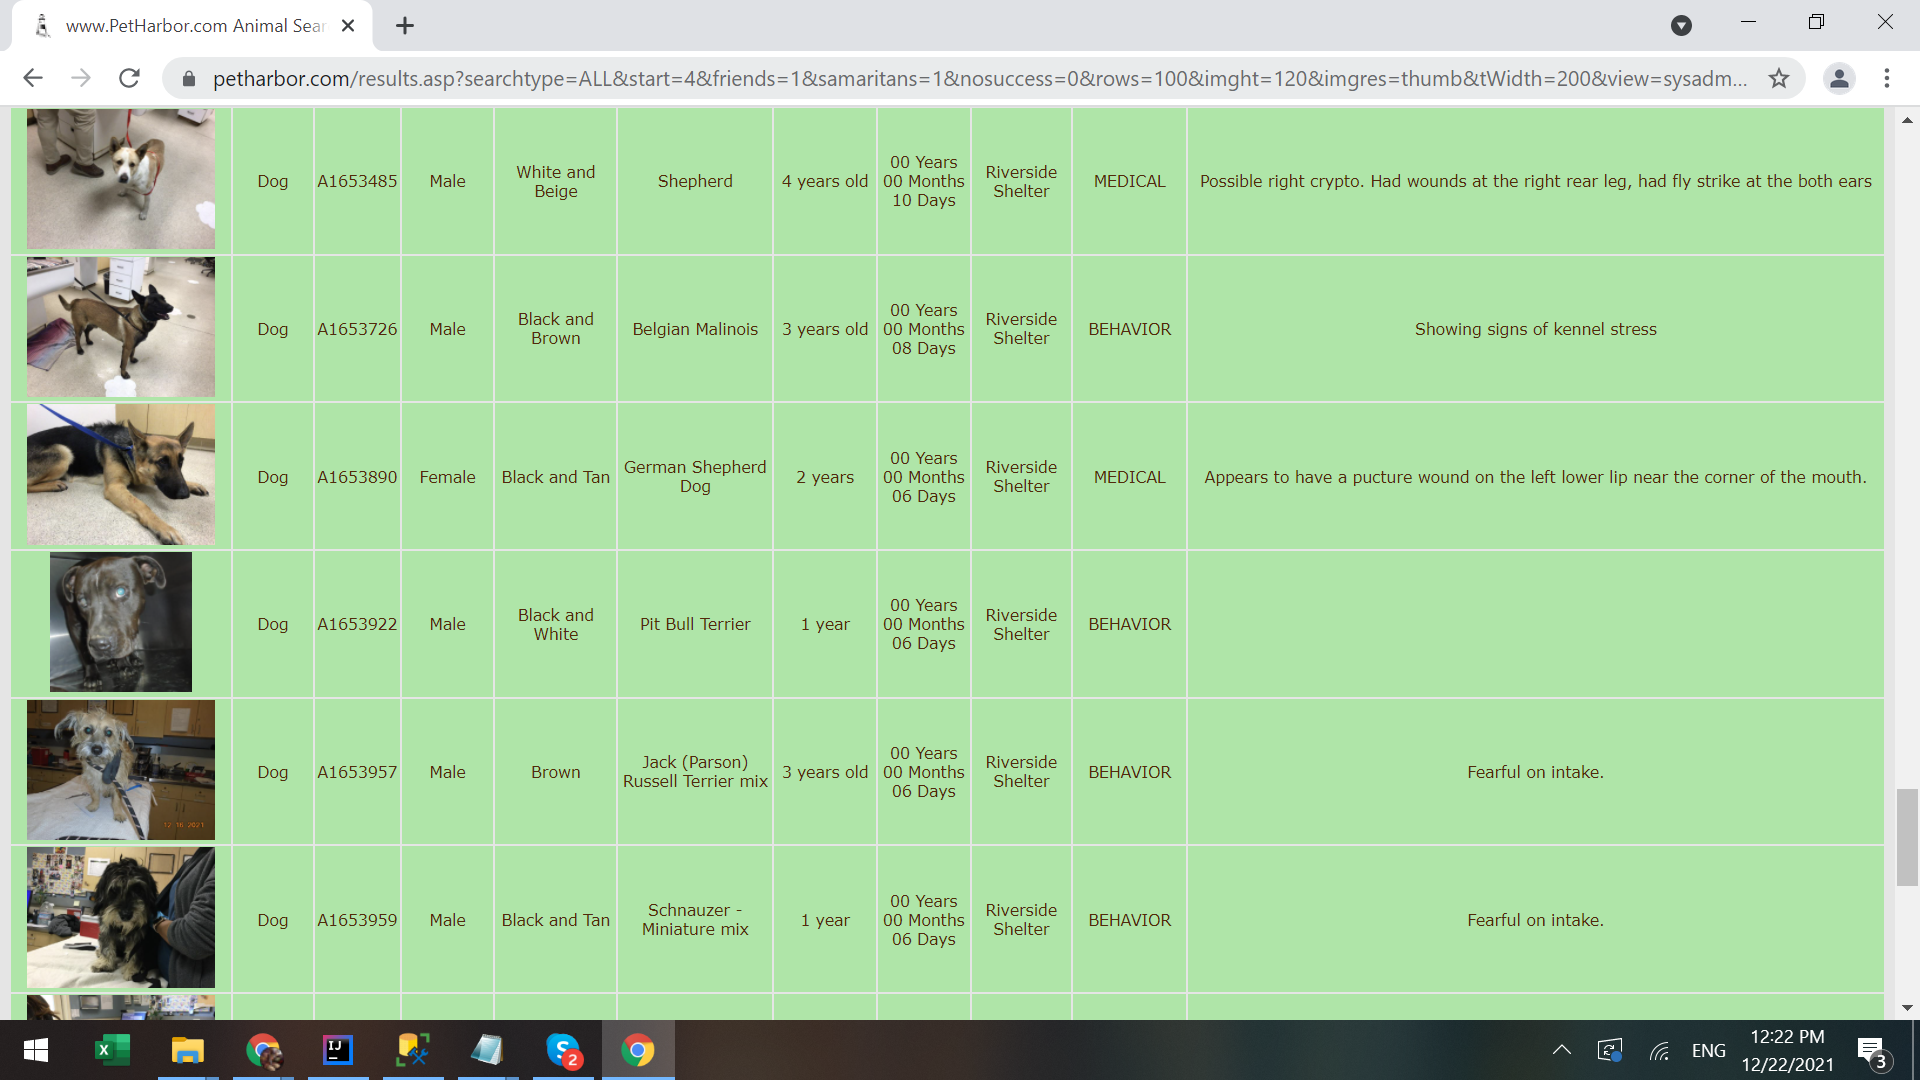 www.PetHarbor.com Animal Sear
petharbor.com/results.asp?searchtype=ALL&start=4&friends=1&samaritans=1&nosuccess=0&rows=100&imght=120&imgres=thumb&tWidth=200&view=sysadm...
Dog
A1653485
Male
White and
Beige
Shepherd
4 years old
00 Years
00 Months
10 Days
Riverside
Shelter
MEDICAL
Possible right crypto. Had wounds at the right rear leg, had fly strike at the both ears
Dog
A1653726
Male
Black and
Brown
Belgian Malinois
3 years old
00 Years
00 Months
08 Days
Riverside
Shelter
BEHAVIOR
Showing signs of kennel stress
Dog
A1653890
Female
Black and Tan
German Shepherd
Dog
2 years
00 Years
00 Months
06 Days
Riverside
Shelter
MEDICAL
Appears to have a pucture wound on the left lower lip near the corner of the mouth.
Dog
A1653922
Male
Black and
White
Pit Bull Terrier
1 year
00 Years
00 Months
06 Days
Riverside
Shelter
BEHAVIOR
12-16-2021
Dog
A1653957
Male
Brown
Jack (Parson)
Russell Terrier mix
3 years old
00 Years
00 Months
06 Days
Riverside
Shelter
BEHAVIOR
Fearful on intake.
Dog
A1653959
Male
Black and Tan
Schnauzer -
Miniature mix
1 year
00 Years
00 Months
06 Days
Riverside
Shelter
BEHAVIOR
Fearful on intake.
X
IJ
S
2
ENG
12:22 PM
12/22/2021
3